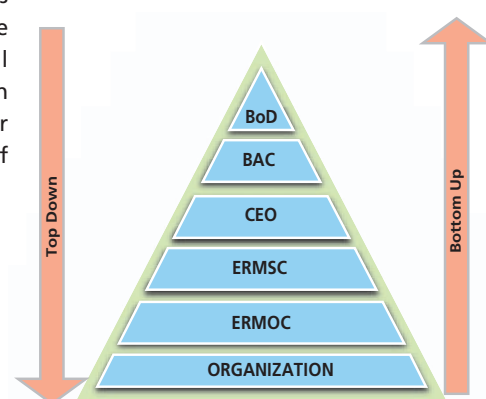 Top Down
BoD
BAC
CEO
ERMSC
ERMOC
ORGANIZATION
Bottom Up